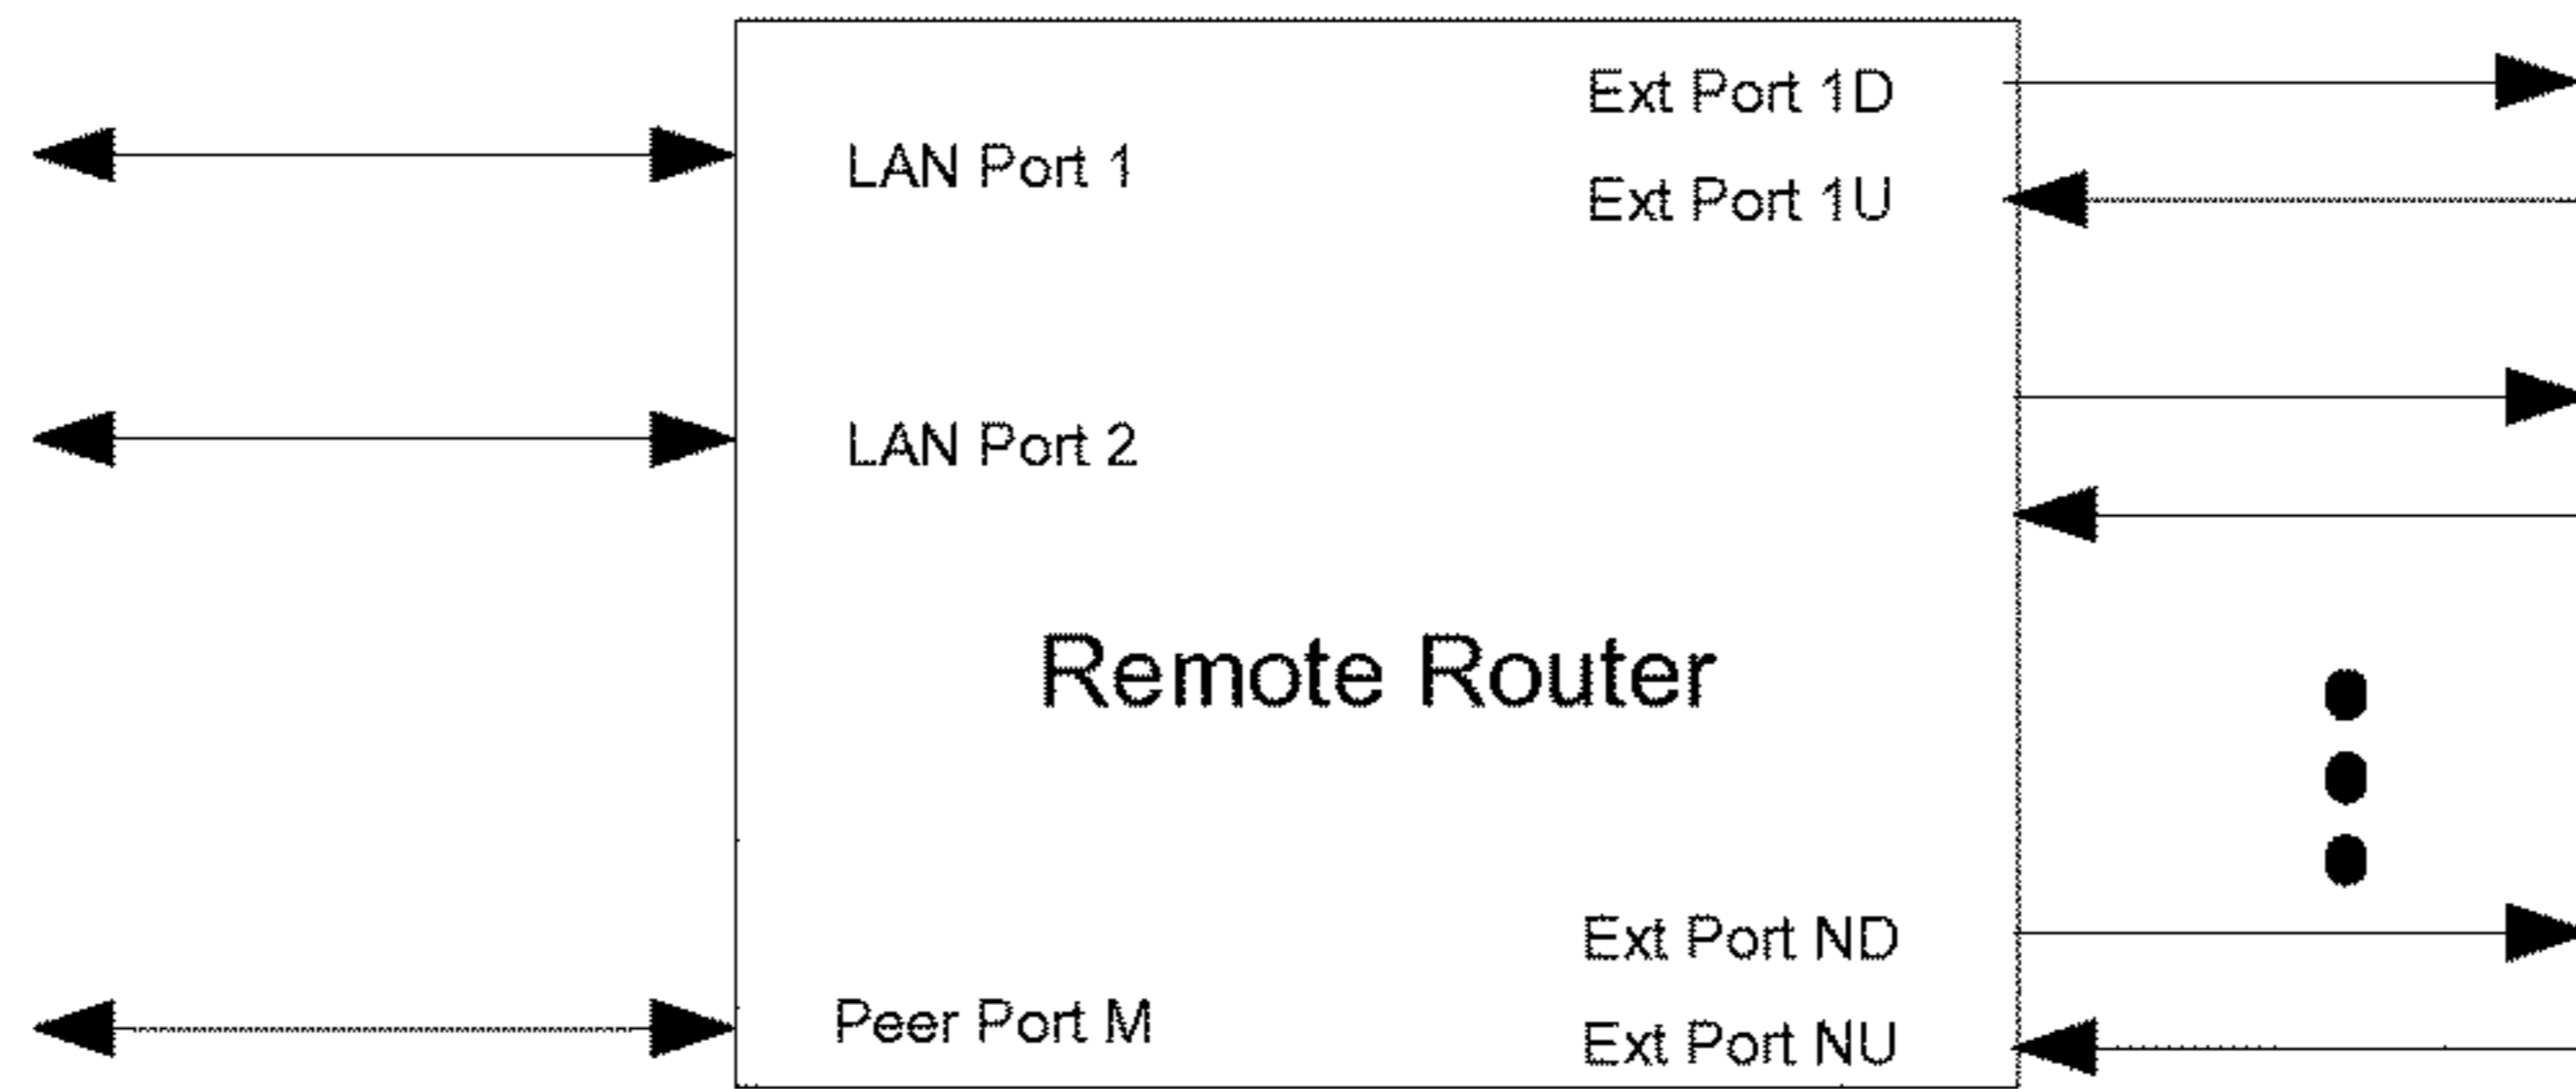 Ext Port 1D
LAN Port 1
Ext Port 1U
LAN Port 2
Remote Router
Ext Port ND
Peer Port M
Ext Port NU